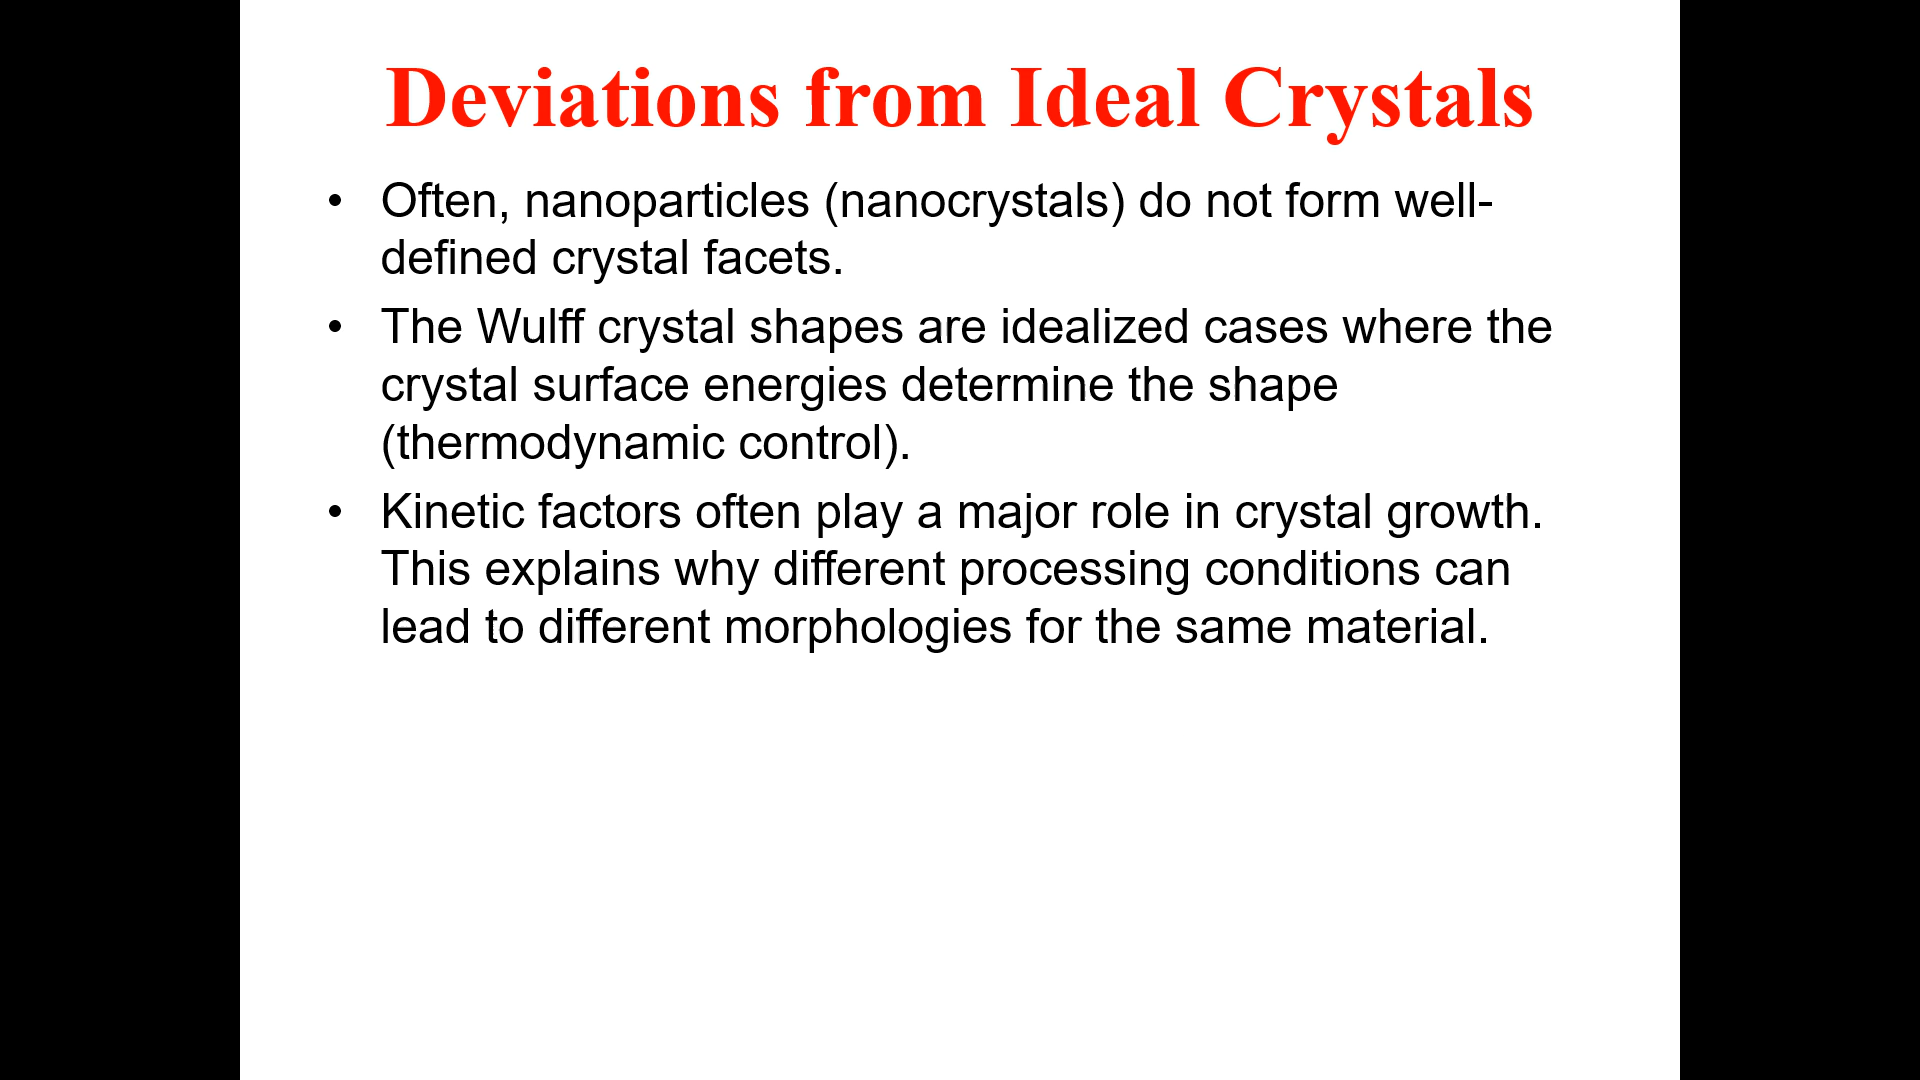 Deviations from Ideal Crystals
• Often, nanoparticles (nanocrystals) do not form well-
defined crystal facets.
• The Wulff crystal shapes are idealized cases where the
crystal surface energies determine the shape
(thermodynamic control).
• Kinetic factors often play a major role in crystal growth.
This explains why different processing conditions can
lead to different morphologies for the same material.